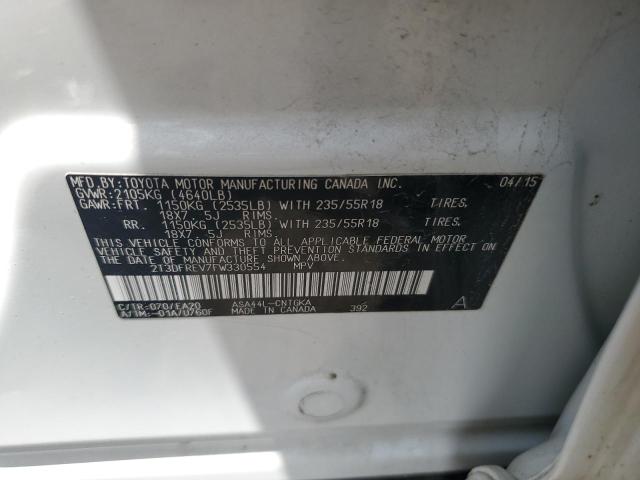 MFD. BY: TOYOTA MOTOR MANUFACTURING CANADA INC. 04/15
GVWR: 2105KG (4640LB)
GAWR: FRT. 1150KG (2535LB) WITH 235/55R18 TIRES.
18X7. 5J RIMS.
RR. 1150KG (2535LB) WITH 235/55R18 TIRES.
18X7. 5J RIMS.
THIS VEHICLE CONFORMS TO ALL APPLICABLE FEDERAL MOTOR
VEHICLE SAFETY AND THEFT PREVENTION STANDARDS IN EFFECT
ON THE DATE OF MANUFACTURE SHOWN ABOVE.
2T3DFREV7FW330554 MPV
C/TR:070/EA20 ASA44L-CNTGKA A
A/TM:-01A/U760F MADE IN CANADA 392